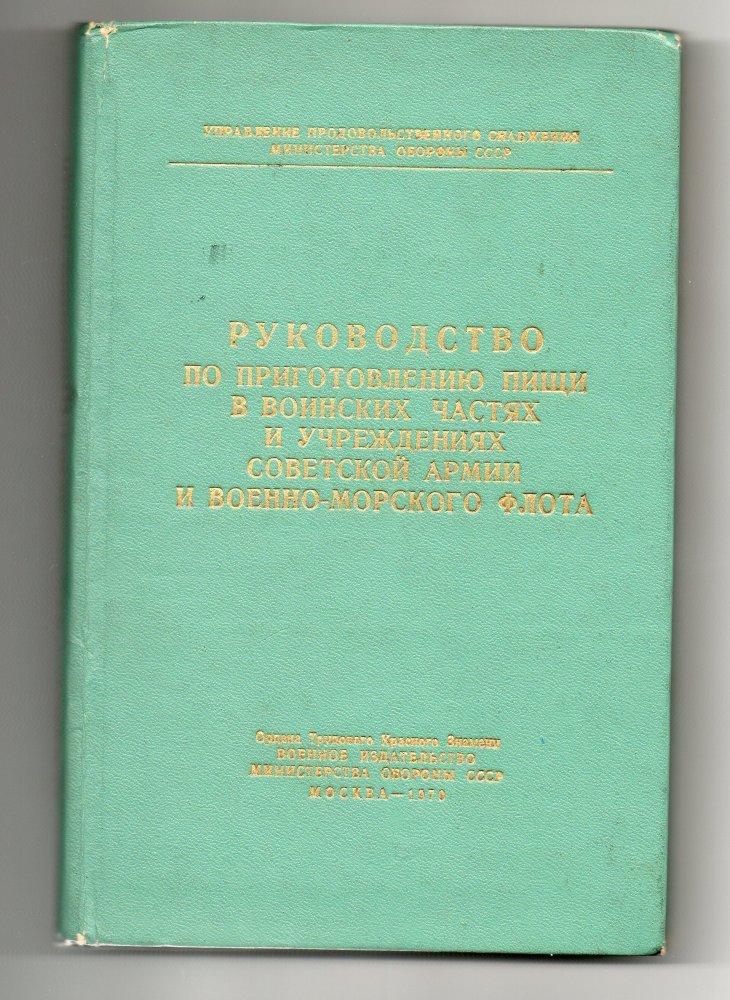 УПРАВЛЕНИЕ ПРОДОВОЛЬСТВЕННОГО СНАБЖЕНИЯ
МИНИСТЕРСТВА ОБОРОНЫ СССР
РУКОВОДСТВО
ПО ПРИГОТОВЛЕНИЮ ПИЩИ
В ВОИНСКИХ ЧАСТЯХ
И УЧРЕЖДЕНИЯХ
СОВЕТСКОЙ АРМИИ
И ВОЕННО-МОРСКОГО ФЛОТА
Ордена Трудового Красного Знамени
ВОЕННОЕ ИЗДАТЕЛЬСТВО
МИНИСТЕРСТВА ОБОРОНЫ СССР
МОСКВА—